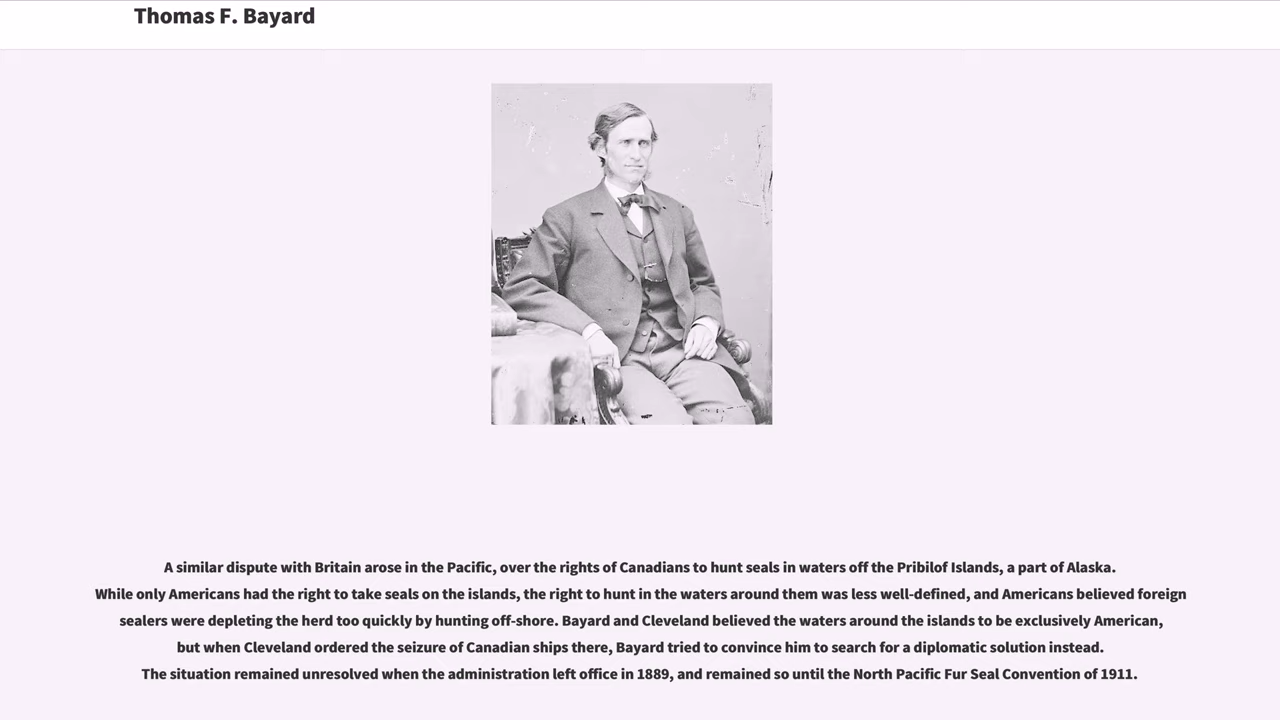 Thomas F. Bayard
A similar dispute with Britain arose in the Pacific, over the rights of Canadians to hunt seals in waters off the Pribilof Islands, a part of Alaska.
While only Americans had the right to take seals on the islands, the right to hunt in the waters around them was less well-defined, and Americans believed foreign
sealers were depleting the herd too quickly by hunting off-shore. Bayard and Cleveland believed the waters around the islands to be exclusively American,
but when Cleveland ordered the seizure of Canadian ships there, Bayard tried to convince him to search for a diplomatic solution instead.
The situation remained unresolved when the administration left office in 1889, and remained so until the North Pacific Fur Seal Convention of 1911.